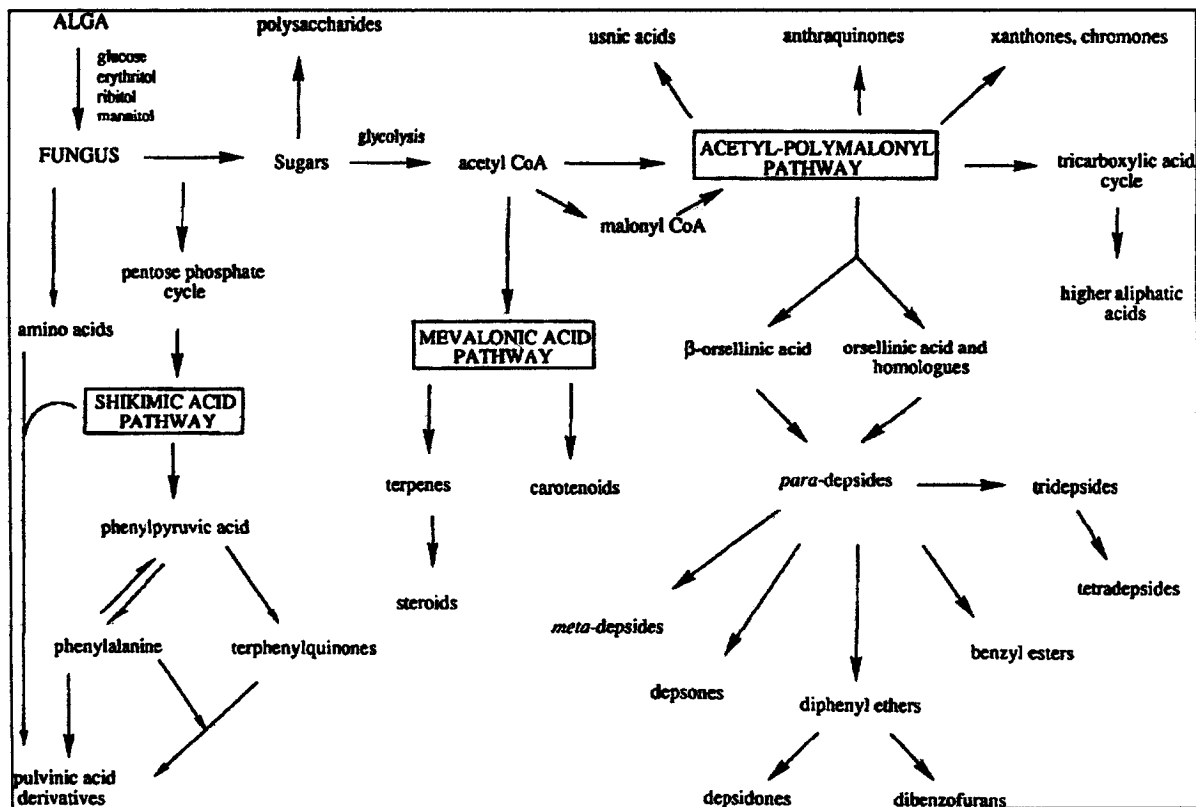 ALGA
glucose
erythritol
ribitol
mannitol
polysaccharides
usnic acids
anthraquinones
xanthones, chromones
FUNGUS
Sugars
glycolysis
acetyl CoA
malonyl CoA
ACETYL-POLYMALONYL
PATHWAY
tricarboxylic acid
cycle
higher aliphatic
acids
pentose phosphate
cycle
amino acids
MEVALONIC ACID
PATHWAY
β-orsellinic acid
orsellinic acid and
homologues
SHIKIMIC ACID
PATHWAY
terpenes
carotenoids
para-depsides
tridepsides
phenylpyruvic acid
steroids
tetradepsides
meta-depsides
phenylalanine
terphenylquinones
benzyl esters
depsones
diphenyl ethers
pulvinic acid
derivatives
depsidones
dibenzofurans